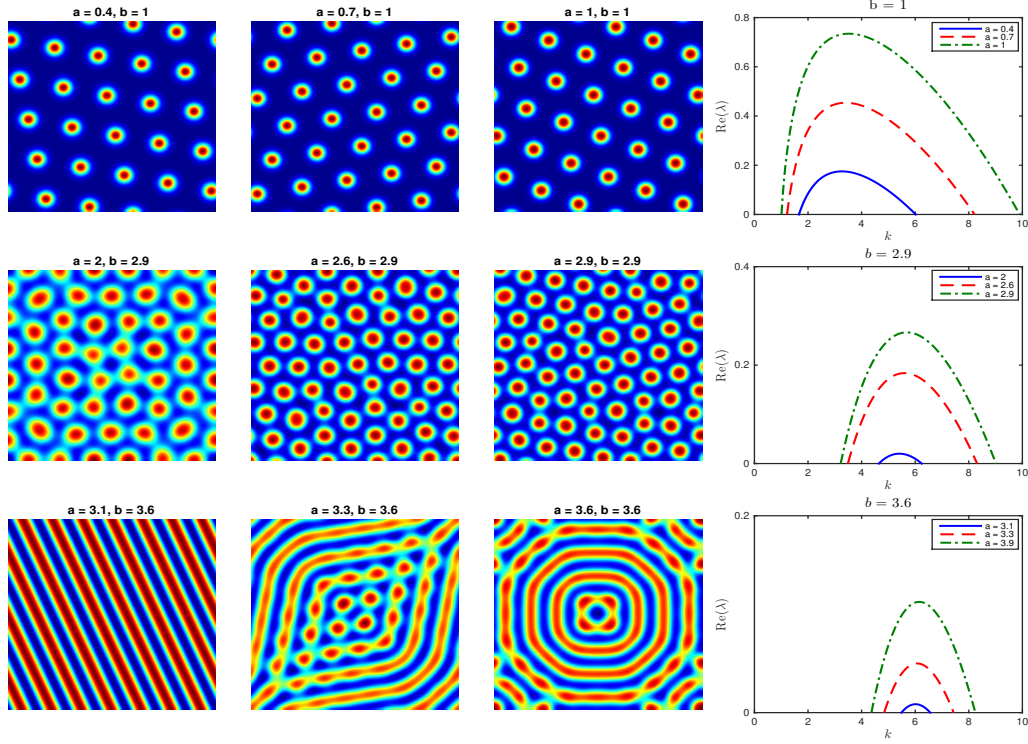 a = 0.4, b = 1
a = 0.7, b = 1
a = 1, b = 1
b = 1
Re(λ)
0.8
0.6
0.4
0.2
0
0 2 4 6 8 10
k
a = 0.4
a = 0.7
a = 1
a = 2, b = 2.9
a = 2.6, b = 2.9
a = 2.9, b = 2.9
b = 2.9
Re(λ)
0.4
0.2
0
0 2 4 6 8 10
k
a = 2
a = 2.6
a = 2.9
a = 3.1, b = 3.6
a = 3.3, b = 3.6
a = 3.6, b = 3.6
b = 3.6
Re(λ)
0.2
0.1
0
0 2 4 6 8 10
k
a = 3.1
a = 3.3
a = 3.9